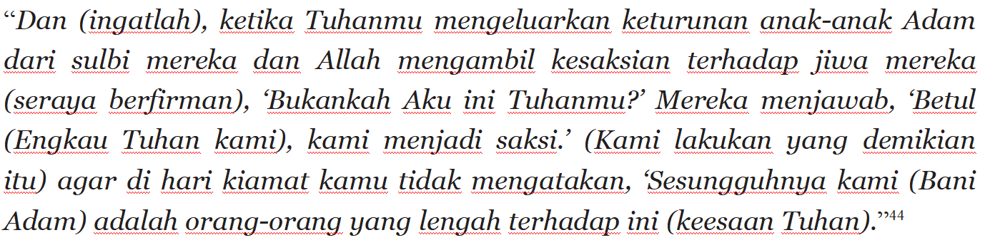 “Dan (ingatlah), ketika Tuhanmu mengeluarkan keturunan anak-anak Adam
dari sulbi mereka dan Allah mengambil kesaksian terhadap jiwa mereka
(seraya berfirman), ‘Bukankah Aku ini Tuhanmu?’ Mereka menjawab, ‘Betul
(Engkau Tuhan kami), kami menjadi saksi.’ (Kami lakukan yang demikian
itu) agar di hari kiamat kamu tidak mengatakan, ‘Sesungguhnya kami (Bani
Adam) adalah orang-orang yang lengah terhadap ini (keesaan Tuhan).”44